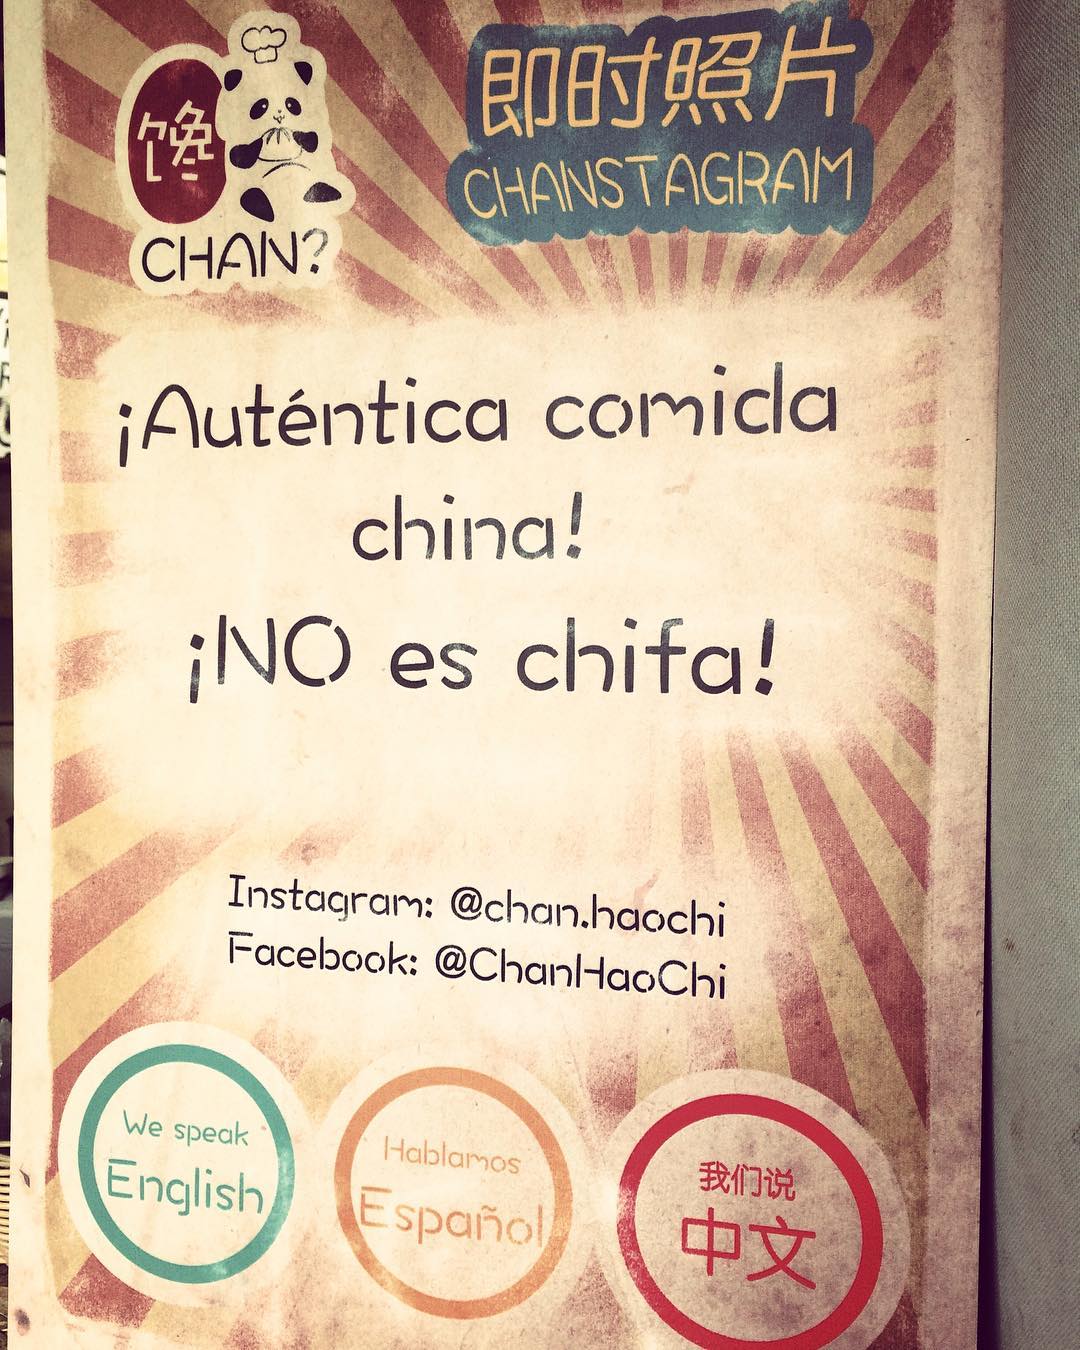 馋
CHAN?
即时照片
CHANSTAGRAM
¡Auténtica comida
china!
¡NO es chifa!
Instagram: @chan.haochi
Facebook: @ChanHaoChi
We speak
English
Hablamos
Español
我们说
中文